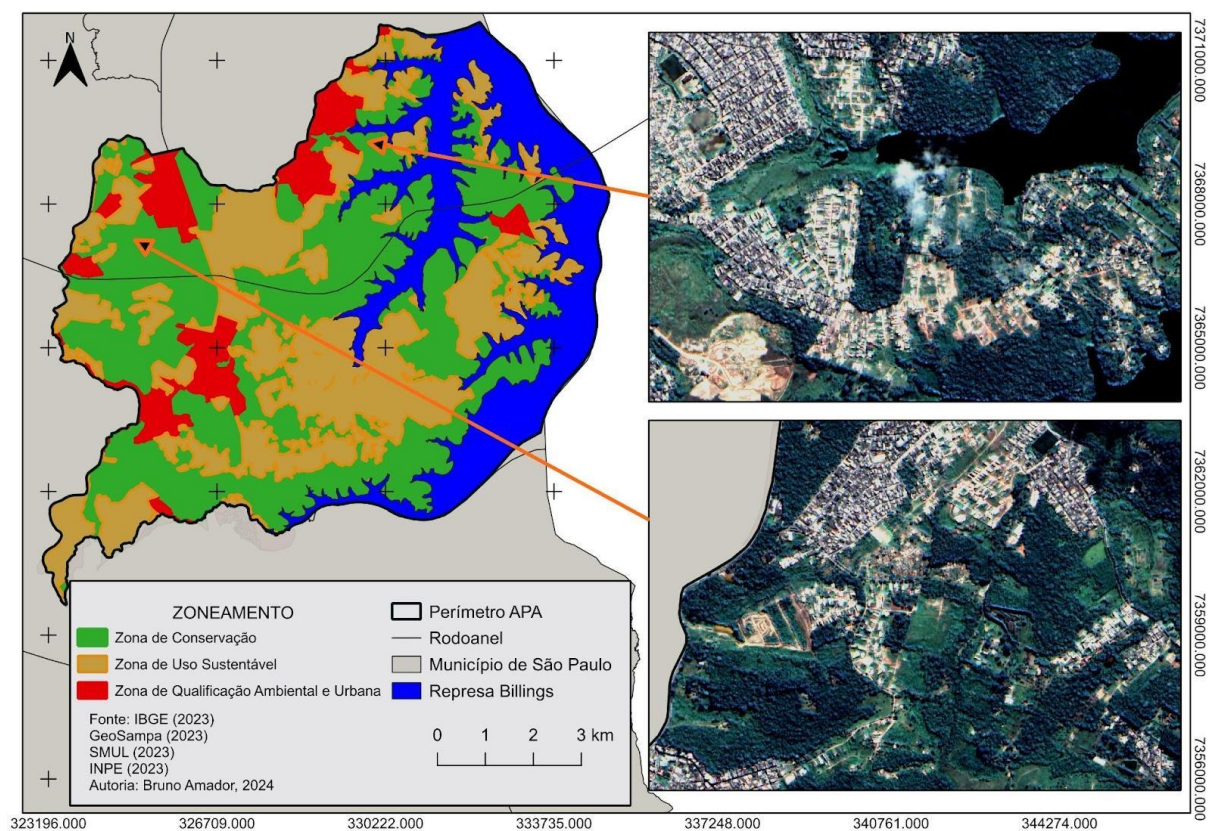 N
7371000.000
7368000.000
7365000.000
7362000.000
7359000.000
7356000.000
ZONEAMENTO
Zona de Conservação
Zona de Uso Sustentável
Zona de Qualificação Ambiental e Urbana
Fonte: IBGE (2023)
GeoSampa (2023)
SMUL (2023)
INPE (2023)
Autoria: Bruno Amador, 2024
Perímetro APA
Rodoanel
Município de São Paulo
Represa Billings
0 1 2 3 km
323196.000 326709.000 330222.000 333735.000 337248.000 340761.000 344274.000